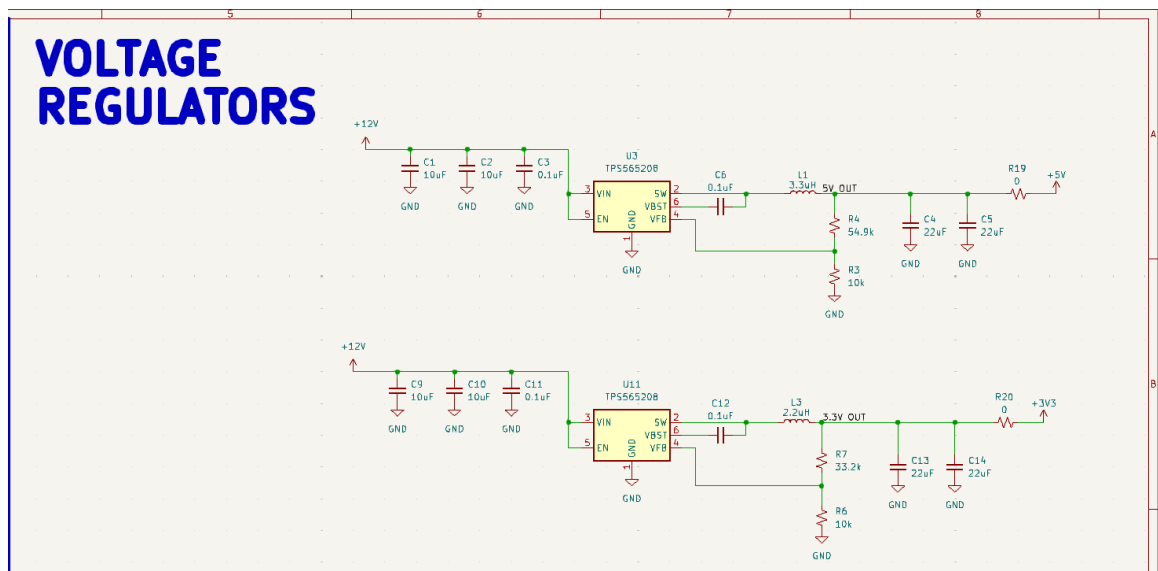 5 6 7 8
VOLTAGE
REGULATORS
A
+12V
C1
10uF
C2
10uF
C3
0.1uF
GND
GND
GND
U3
TPS565208
3 VIN
5 EN
SW 2
VBST 6
VFB 4
GND
1
GND
C6
0.1uF
L1
3.3uH
5V OUT
R4
54.9k
R3
10k
GND
C4
22uF
C5
22uF
GND
GND
R19
0
+5V
B
+12V
C9
10uF
C10
10uF
C11
0.1uF
GND
GND
GND
U11
TPS565208
3 VIN
5 EN
SW 2
VBST 6
VFB 4
GND
1
GND
C12
0.1uF
L3
2.2uH
3.3V OUT
R7
33.2k
R6
10k
GND
C13
22uF
C14
22uF
GND
GND
R20
0
+3V3